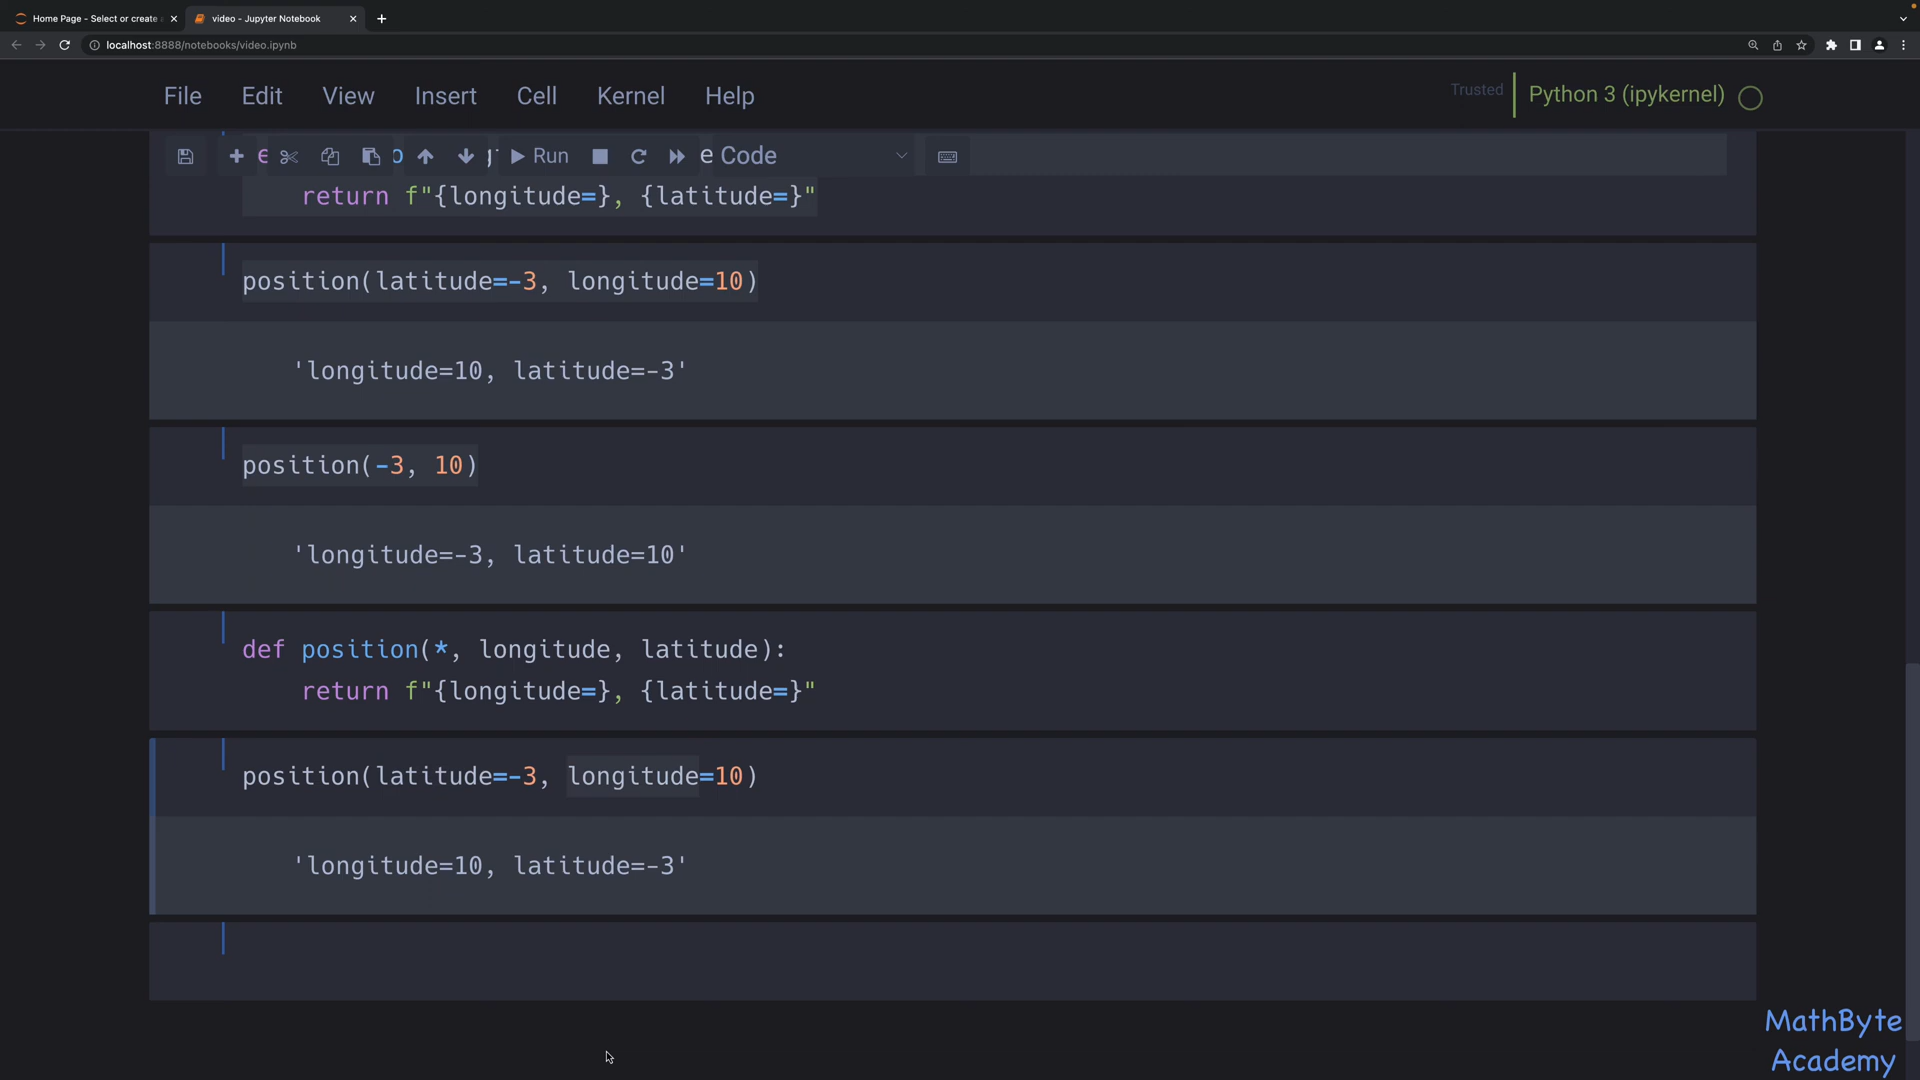 Home Page - Select or create
video - Jupyter Notebook
localhost:8888/notebooks/video.ipynb
File Edit View Insert Cell Kernel Help
Trusted
Python 3 (ipykernel)
Run
Code
return f"{longitude=}, {latitude=}"
position(latitude=-3, longitude=10)
'longitude=10, latitude=-3'
position(-3, 10)
'longitude=-3, latitude=10'
def position(*, longitude, latitude):
return f"{longitude=}, {latitude=}"
position(latitude=-3, longitude=10)
'longitude=10, latitude=-3'
MathByte
Academy